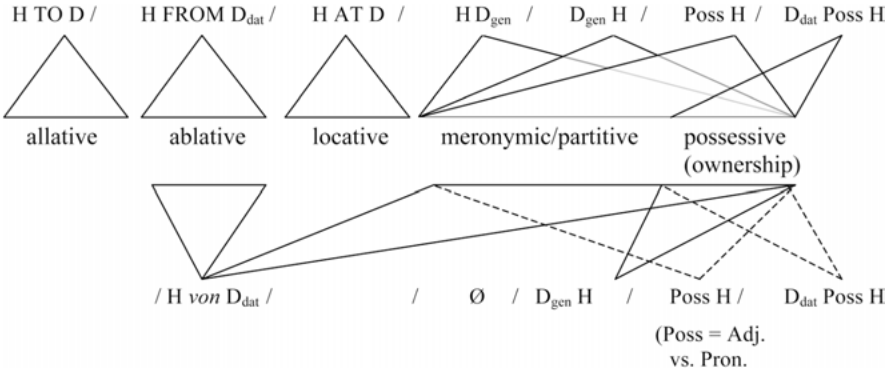 H TO D / H FROM Ddat / H AT D / H Dgen / Dgen H / Poss H / Ddat Poss H
allative ablative locative meronymic/partitive possessive
(ownership)
/ H von Ddat / / Ø / Dgen H / Poss H / Ddat Poss H
(Poss = Adj.
vs. Pron.